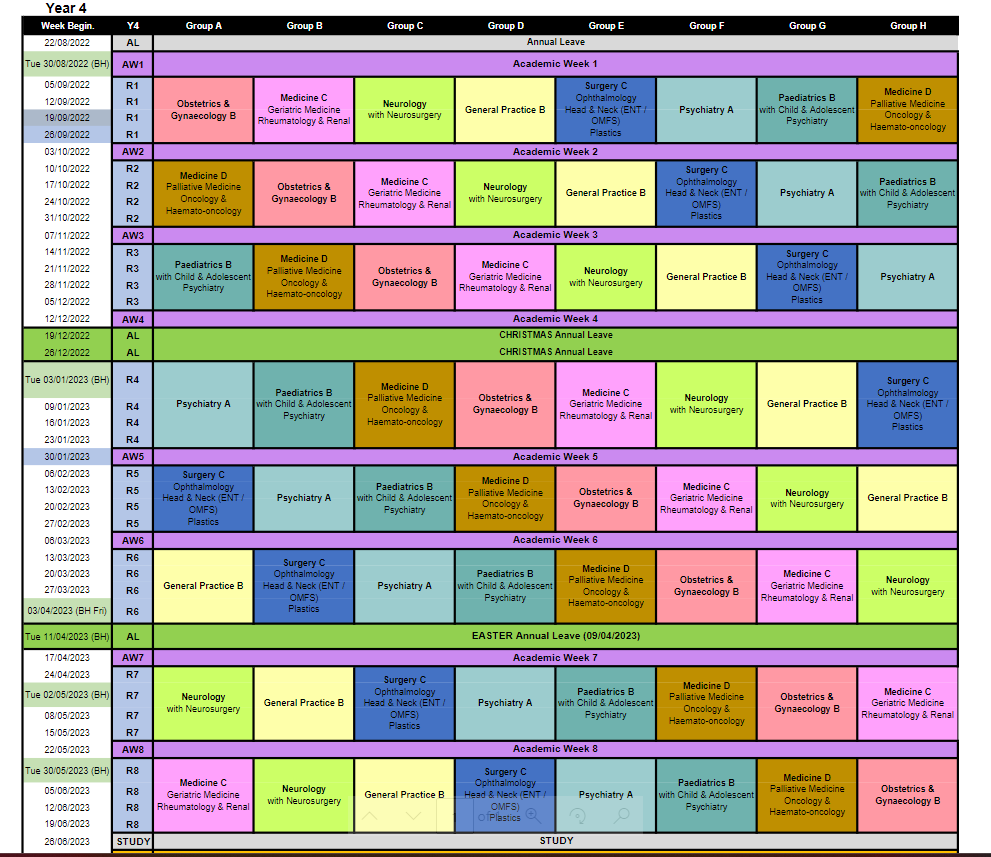 Year 4
Week Begin. Y4 Group A Group B Group C Group D Group E Group F Group G Group H
22/08/2022 AL Annual Leave
Tue 30/08/2022 (BH) AW1 Academic Week 1
05/09/2022 R1
12/09/2022 R1
19/09/2022 R1
26/09/2022 R1
Obstetrics &
Gynaecology B
Medicine C
Geriatric Medicine
Rheumatology & Renal
Neurology
with Neurosurgery
General Practice B
Surgery C
Ophthalmology
Head & Neck (ENT /
OMFS)
Plastics
Psychiatry A
Paediatrics B
with Child & Adolescent
Psychiatry
Medicine D
Palliative Medicine
Oncology &
Haemato-oncology
03/10/2022 AW2 Academic Week 2
10/10/2022 R2
17/10/2022 R2
24/10/2022 R2
31/10/2022 R2
Medicine D
Palliative Medicine
Oncology &
Haemato-oncology
Obstetrics &
Gynaecology B
Medicine C
Geriatric Medicine
Rheumatology & Renal
Neurology
with Neurosurgery
General Practice B
Surgery C
Ophthalmology
Head & Neck (ENT /
OMFS)
Plastics
Psychiatry A
Paediatrics B
with Child & Adolescent
Psychiatry
07/11/2022 AW3 Academic Week 3
14/11/2022 R3
21/11/2022 R3
28/11/2022 R3
05/12/2022 R3
Paediatrics B
with Child & Adolescent
Psychiatry
Medicine D
Palliative Medicine
Oncology &
Haemato-oncology
Obstetrics &
Gynaecology B
Medicine C
Geriatric Medicine
Rheumatology & Renal
Neurology
with Neurosurgery
General Practice B
Surgery C
Ophthalmology
Head & Neck (ENT /
OMFS)
Plastics
Psychiatry A
12/12/2022 AW4 Academic Week 4
19/12/2022 AL CHRISTMAS Annual Leave
26/12/2022 AL CHRISTMAS Annual Leave
Tue 03/01/2023 (BH) R4
09/01/2023 R4
16/01/2023 R4
23/01/2023 R4
Psychiatry A
Paediatrics B
with Child & Adolescent
Psychiatry
Medicine D
Palliative Medicine
Oncology &
Haemato-oncology
Obstetrics &
Gynaecology B
Medicine C
Geriatric Medicine
Rheumatology & Renal
Neurology
with Neurosurgery
General Practice B
Surgery C
Ophthalmology
Head & Neck (ENT /
OMFS)
Plastics
30/01/2023 AW5 Academic Week 5
06/02/2023 R5
13/02/2023 R5
20/02/2023 R5
27/02/2023 R5
Surgery C
Ophthalmology
Head & Neck (ENT /
OMFS)
Plastics
Psychiatry A
Paediatrics B
with Child & Adolescent
Psychiatry
Medicine D
Palliative Medicine
Oncology &
Haemato-oncology
Obstetrics &
Gynaecology B
Medicine C
Geriatric Medicine
Rheumatology & Renal
Neurology
with Neurosurgery
General Practice B
06/03/2023 AW6 Academic Week 6
13/03/2023 R6
20/03/2023 R6
27/03/2023 R6
03/04/2023 (BH Fri) R6
General Practice B
Surgery C
Ophthalmology
Head & Neck (ENT /
OMFS)
Plastics
Psychiatry A
Paediatrics B
with Child & Adolescent
Psychiatry
Medicine D
Palliative Medicine
Oncology &
Haemato-oncology
Obstetrics &
Gynaecology B
Medicine C
Geriatric Medicine
Rheumatology & Renal
Neurology
with Neurosurgery
Tue 11/04/2023 (BH) AL EASTER Annual Leave (09/04/2023)
17/04/2023 AW7 Academic Week 7
24/04/2023 R7
Tue 02/05/2023 (BH) R7
08/05/2023 R7
15/05/2023 R7
Neurology
with Neurosurgery
General Practice B
Surgery C
Ophthalmology
Head & Neck (ENT /
OMFS)
Plastics
Psychiatry A
Paediatrics B
with Child & Adolescent
Psychiatry
Medicine D
Palliative Medicine
Oncology &
Haemato-oncology
Obstetrics &
Gynaecology B
Medicine C
Geriatric Medicine
Rheumatology & Renal
22/05/2023 AW8 Academic Week 8
Tue 30/05/2023 (BH) R8
05/06/2023 R8
12/06/2023 R8
19/06/2023 R8
Medicine C
Geriatric Medicine
Rheumatology & Renal
Neurology
with Neurosurgery
General Practice B
Surgery C
Ophthalmology
Head & Neck (ENT /
OMFS)
Plastics
Psychiatry A
Paediatrics B
with Child & Adolescent
Psychiatry
Medicine D
Palliative Medicine
Oncology &
Haemato-oncology
Obstetrics &
Gynaecology B
26/06/2023 STUDY STUDY